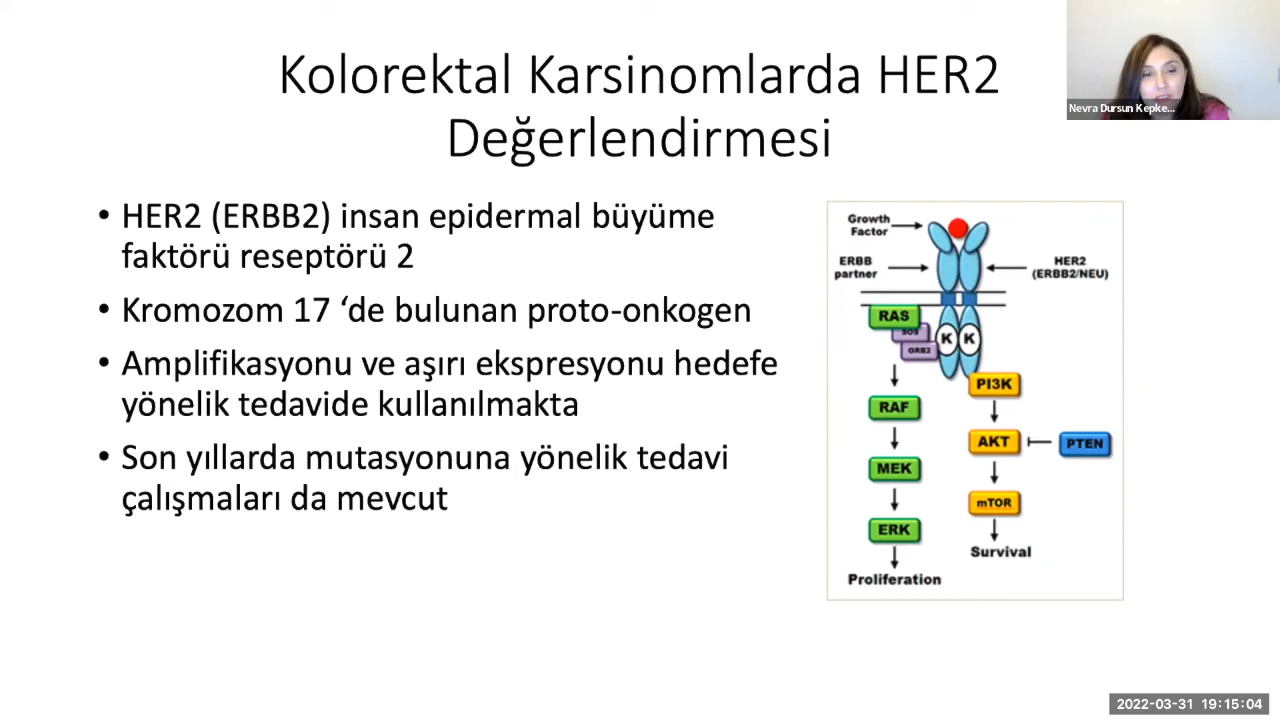 Kolorektal Karsinomlarda HER2
Değerlendirmesi
Nevra Dursun Kepke...
• HER2 (ERBB2) insan epidermal büyüme
faktörü reseptörü 2
• Kromozom 17 ‘de bulunan proto-onkogen
• Amplifikasyonu ve aşırı ekspresyonu hedefe
yönelik tedavide kullanılmakta
• Son yıllarda mutasyonuna yönelik tedavi
çalışmaları da mevcut
Growth
Factor
ERBB
partner
HER2
(ERBB2/NEU)
RAS
SOS
GRB2
K K
PI3K
RAF
AKT
PTEN
MEK
mTOR
ERK
Survival
Proliferation
2022-03-31 19:15:04